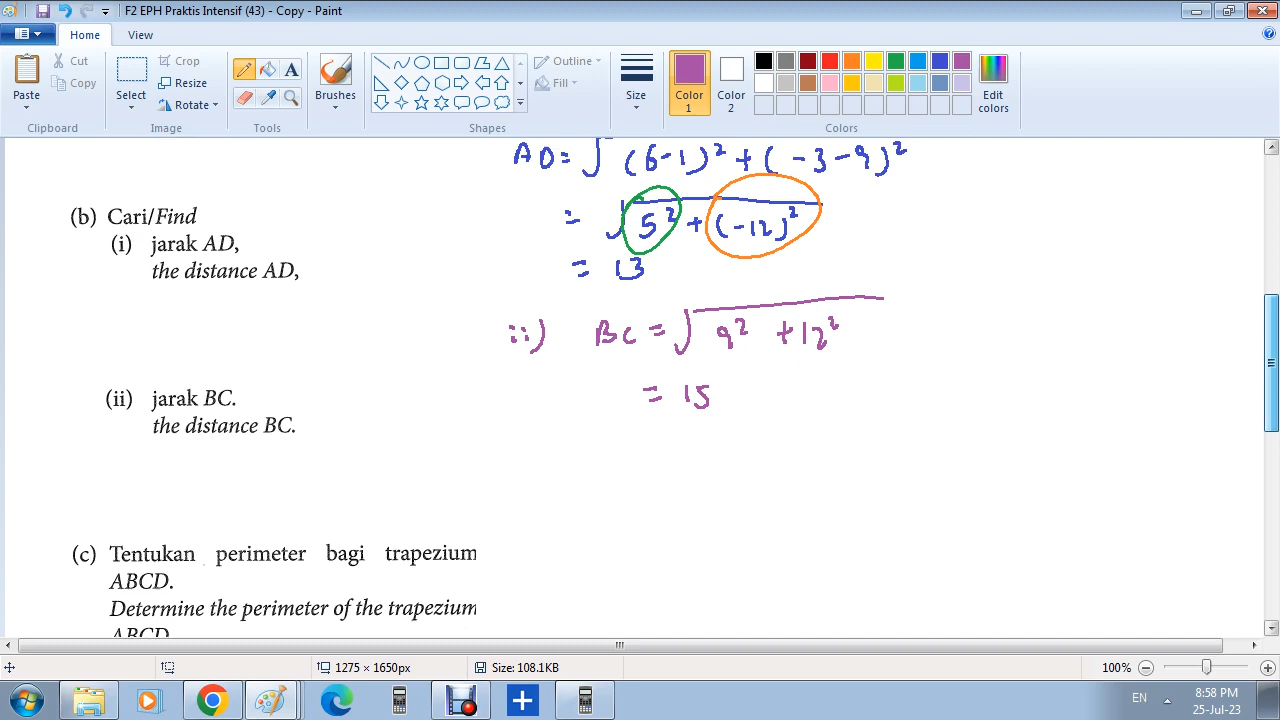 F2 EPH Praktis Intensif (43) - Copy - Paint
Home View
Paste Cut Copy Select Crop Resize Rotate Brushes Outline Fill Size Color 1 Color 2 Edit colors
Clipboard Image Tools Shapes Colors
AD = √(6-1)² + (-3-9)²
= √5² + (-12)²
= 13
(b) Cari/Find
(i) jarak AD,
the distance AD,
ii) BC = √9² + 12²
= 15
(ii) jarak BC.
the distance BC.
(c) Tentukan perimeter bagi trapezium
ABCD.
Determine the perimeter of the trapezium
ABCD
1275 × 1650px Size: 108.1KB 100%
EN 8:58 PM
25-Jul-23